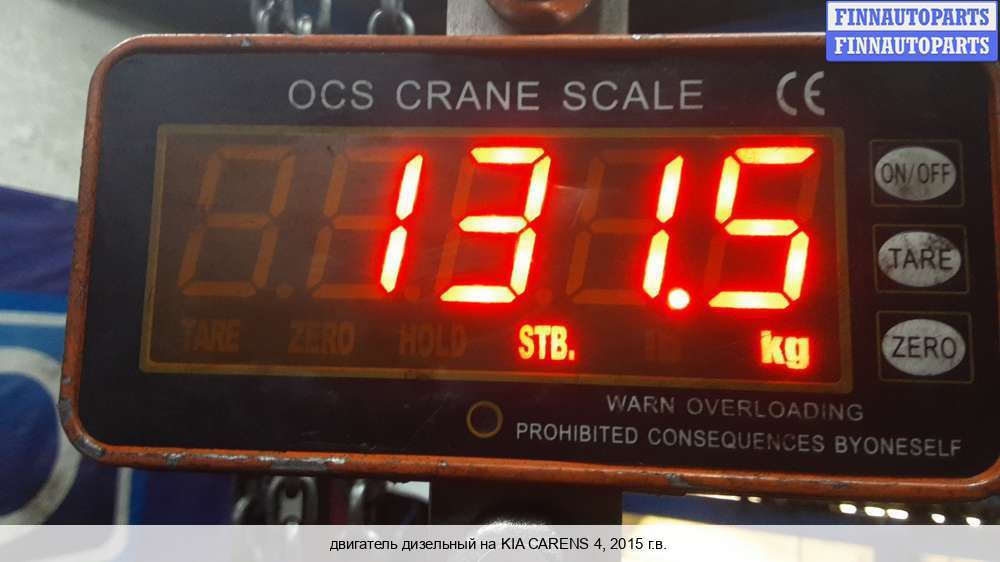 FINNAUTOPARTS
FINNAUTOPARTS
OCS CRANE SCALE CE
131.5
ON/OFF
TARE
TARE ZERO HOLD STB. lb kg
ZERO
WARN OVERLOADING
PROHIBITED CONSEQUENCES BYONESELF
двигатель дизельный на KIA CARENS 4, 2015 г.в.